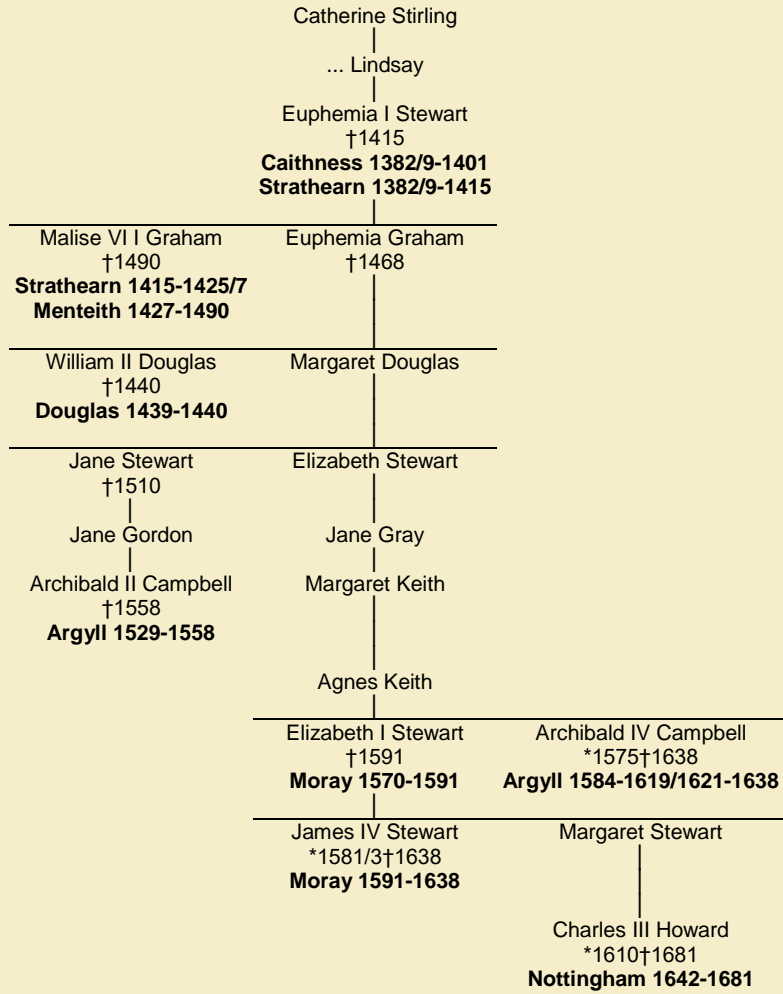 Catherine Stirling
... Lindsay
Euphemia I Stewart
†1415
Caithness 1382/9-1401
Strathearn 1382/9-1415
Malise VI I Graham
†1490
Strathearn 1415-1425/7
Menteith 1427-1490
Euphemia Graham
†1468
William II Douglas
†1440
Douglas 1439-1440
Margaret Douglas
Jane Stewart
†1510
Elizabeth Stewart
Jane Gordon
Jane Gray
Archibald II Campbell
†1558
Argyll 1529-1558
Margaret Keith
Agnes Keith
Elizabeth I Stewart
†1591
Moray 1570-1591
Archibald IV Campbell
*1575†1638
Argyll 1584-1619/1621-1638
James IV Stewart
*1581/3†1638
Moray 1591-1638
Margaret Stewart
Charles III Howard
*1610†1681
Nottingham 1642-1681